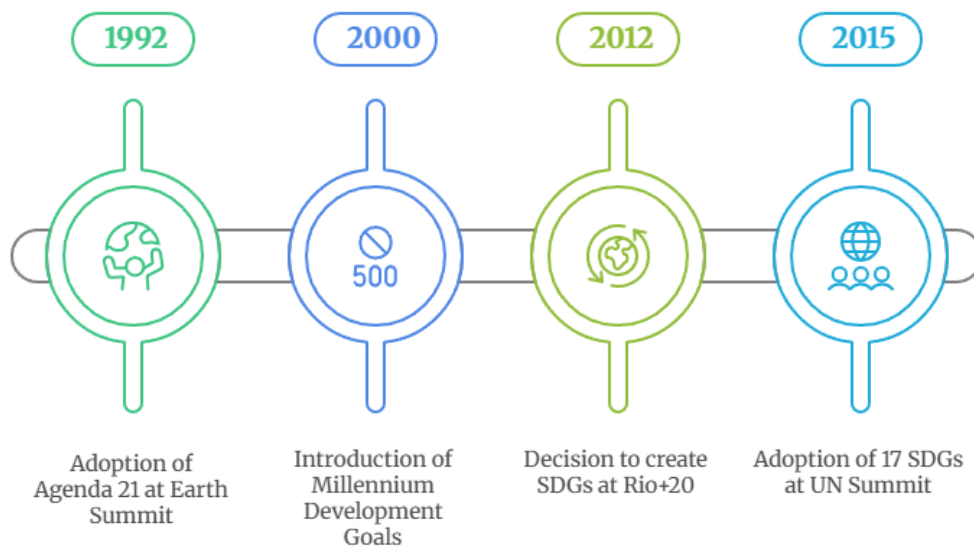 1992
2000
2012
2015
500
Adoption of
Agenda 21 at Earth
Summit
Introduction of
Millennium
Development
Goals
Decision to create
SDGs at Rio+20
Adoption of 17 SDGs
at UN Summit